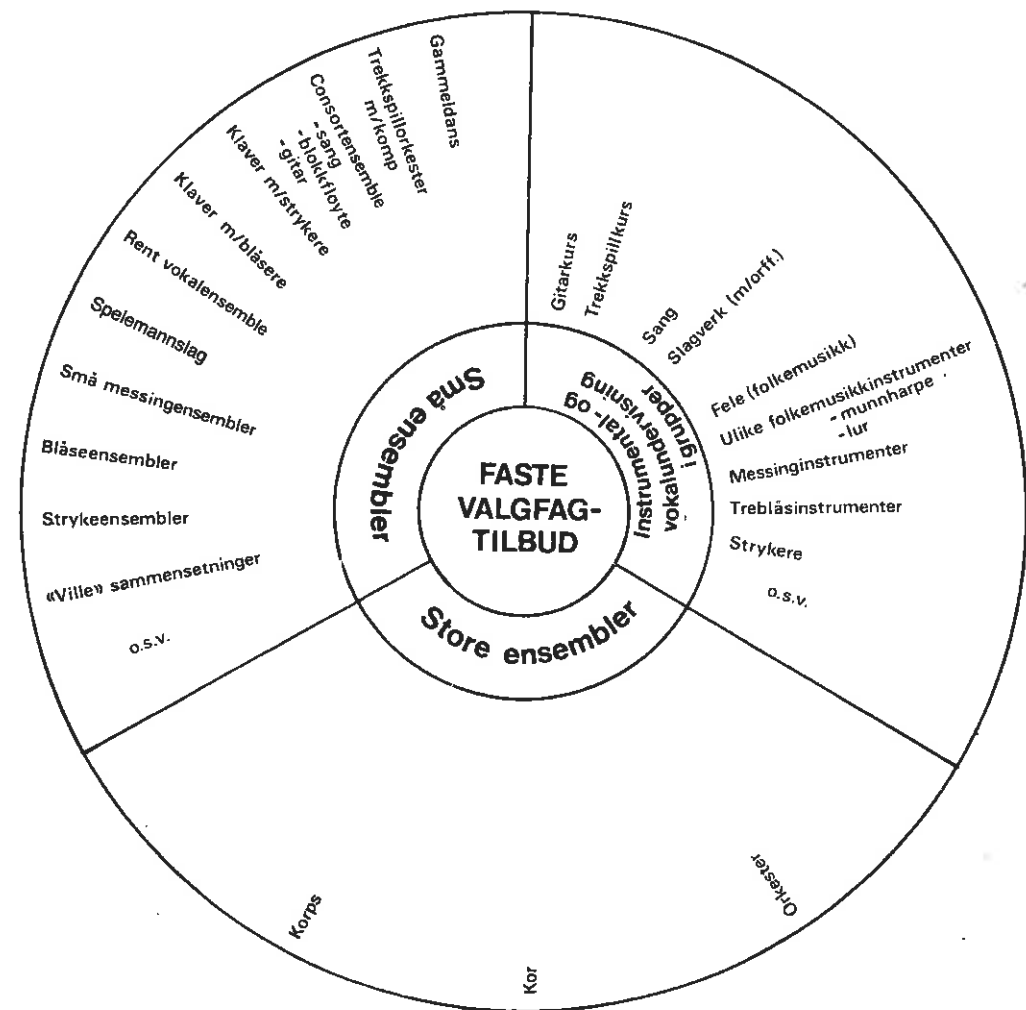 FASTE
VALGFAG-
TILBUD
Små ensembler
Gammeldans
Trekkspillorkester
m/komp
Consortensemble
- sang
- blokkfløyte
- gitar
Klaver m/strykere
Klaver m/blåsere
Rent vokalensemble
Spelemannslag
Små messingensembler
Blåseensembler
Strykeensembler
«Ville» sammensetninger
o.s.v.
Instrumental- og
vokalundervisning
i grupper
Gitarkurs
Trekkspillkurs
Sang
Slagverk (m/orff.)
Fele (folkemusikk)
Ulike folkemusikkinstrumenter
- munnharpe
- lur
Messinginstrumenter
Treblåsinstrumenter
Strykere
o.s.v.
Store ensembler
Korps
Kor
Orkester